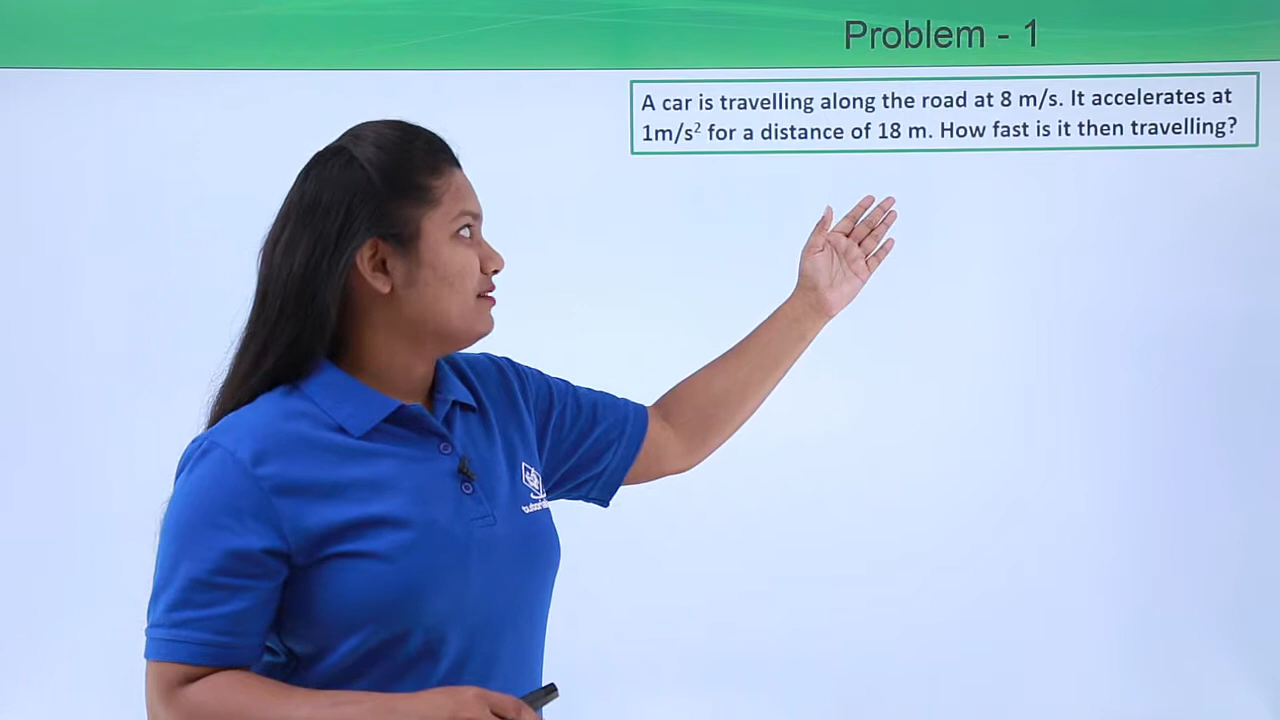 Problem - 1
A car is travelling along the road at 8 m/s. It accelerates at
1m/s² for a distance of 18 m. How fast is it then travelling?